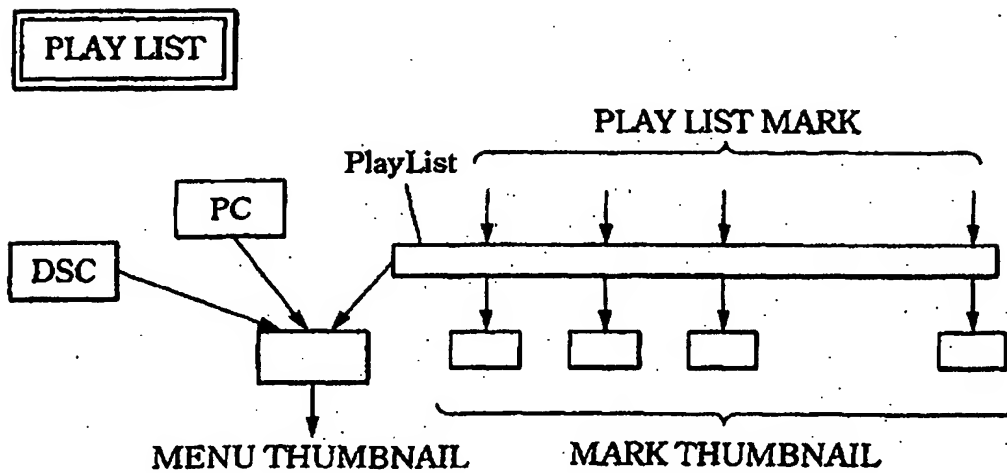 PLAY LIST
PLAY LIST MARK
PlayList
PC
DSC
MENU THUMBNAIL
MARK THUMBNAIL